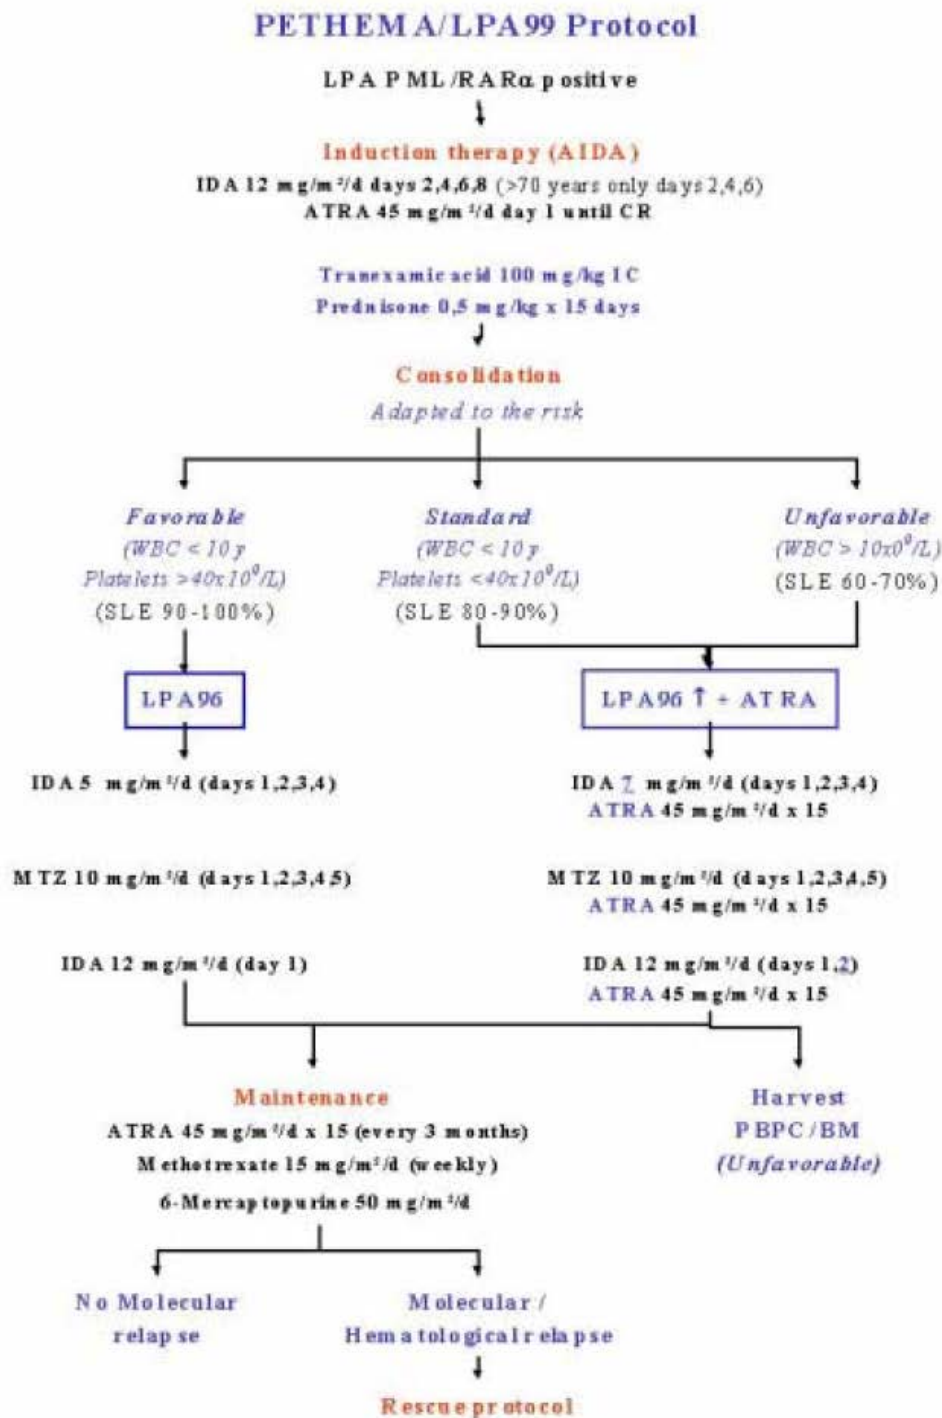 PETHEMA/LPA99 Protocol
LPA PML/RARα positive
Induction therapy (AIDA)
IDA 12 mg/m²/d days 2,4,6,8 (>70 years only days 2,4,6)
ATRA 45 mg/m²/d day 1 until CR
Tranexamic acid 100 mg/kg IC
Prednisone 0,5 mg/kg x 15 days
Consolidation
Adapted to the risk
Favorable
(WBC < 10 y
Platelets >40x10⁹/L)
(SLE 90-100%)
Standard
(WBC < 10 y
Platelets <40x10⁹/L)
(SLE 80-90%)
Unfavorable
(WBC > 10x0⁹/L)
(SLE 60-70%)
LPA96
LPA96 ↑ + ATRA
IDA 5 mg/m²/d (days 1,2,3,4)
IDA 7 mg/m²/d (days 1,2,3,4)
ATRA 45 mg/m²/d x 15
MTZ 10 mg/m²/d (days 1,2,3,4,5)
MTZ 10 mg/m²/d (days 1,2,3,4,5)
ATRA 45 mg/m²/d x 15
IDA 12 mg/m²/d (day 1)
IDA 12 mg/m²/d (days 1,2)
ATRA 45 mg/m²/d x 15
Maintenance
ATRA 45 mg/m²/d x 15 (every 3 months)
Methotrexate 15 mg/m²/d (weekly)
6-Mercaptopurine 50 mg/m²/d
Harvest
PBPC/BM
(Unfavorable)
No Molecular
relapse
Molecular /
Hematological relapse
Rescue protocol